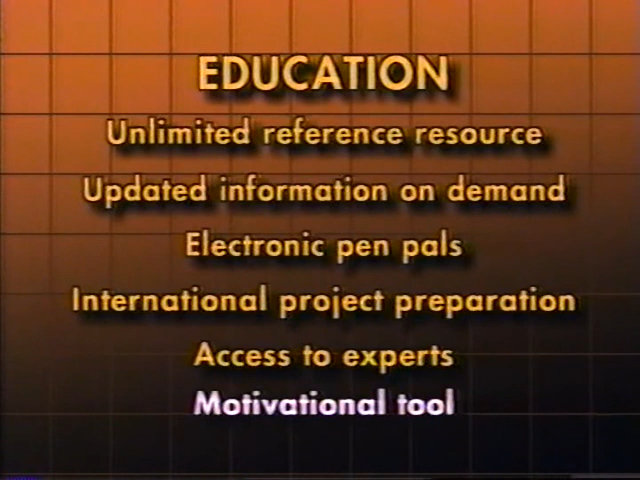 EDUCATION
Unlimited reference resource
Updated information on demand
Electronic pen pals
International project preparation
Access to experts
Motivational tool